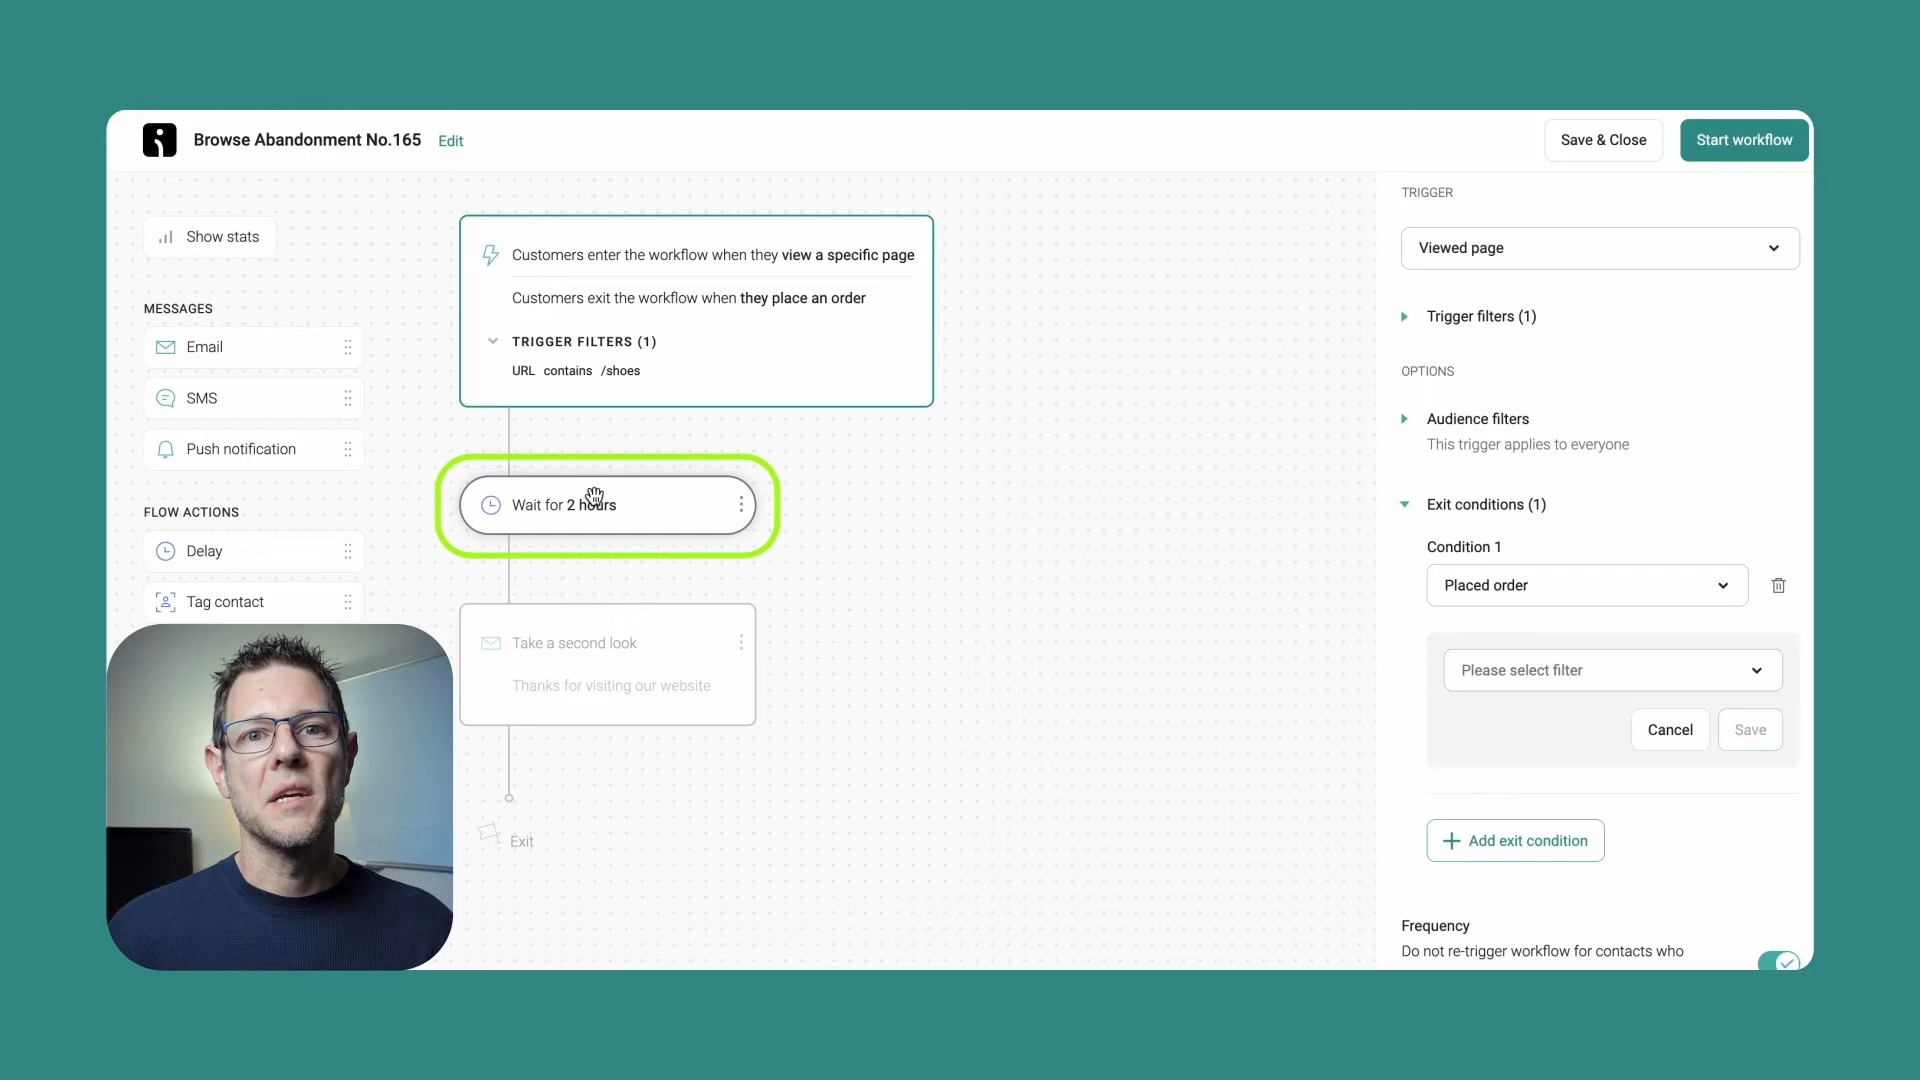 Browse Abandonment No.165 Edit
Save & Close
Start workflow
Show stats
MESSAGES
Email
SMS
Push notification
FLOW ACTIONS
Delay
Tag contact
Customers enter the workflow when they view a specific page
Customers exit the workflow when they place an order
TRIGGER FILTERS (1)
URL contains /shoes
Wait for 2 hours
Take a second look
Thanks for visiting our website
Exit
TRIGGER
Viewed page
Trigger filters (1)
OPTIONS
Audience filters
This trigger applies to everyone
Exit conditions (1)
Condition 1
Placed order
Please select filter
Cancel
Save
Add exit condition
Frequency
Do not re-trigger workflow for contacts who